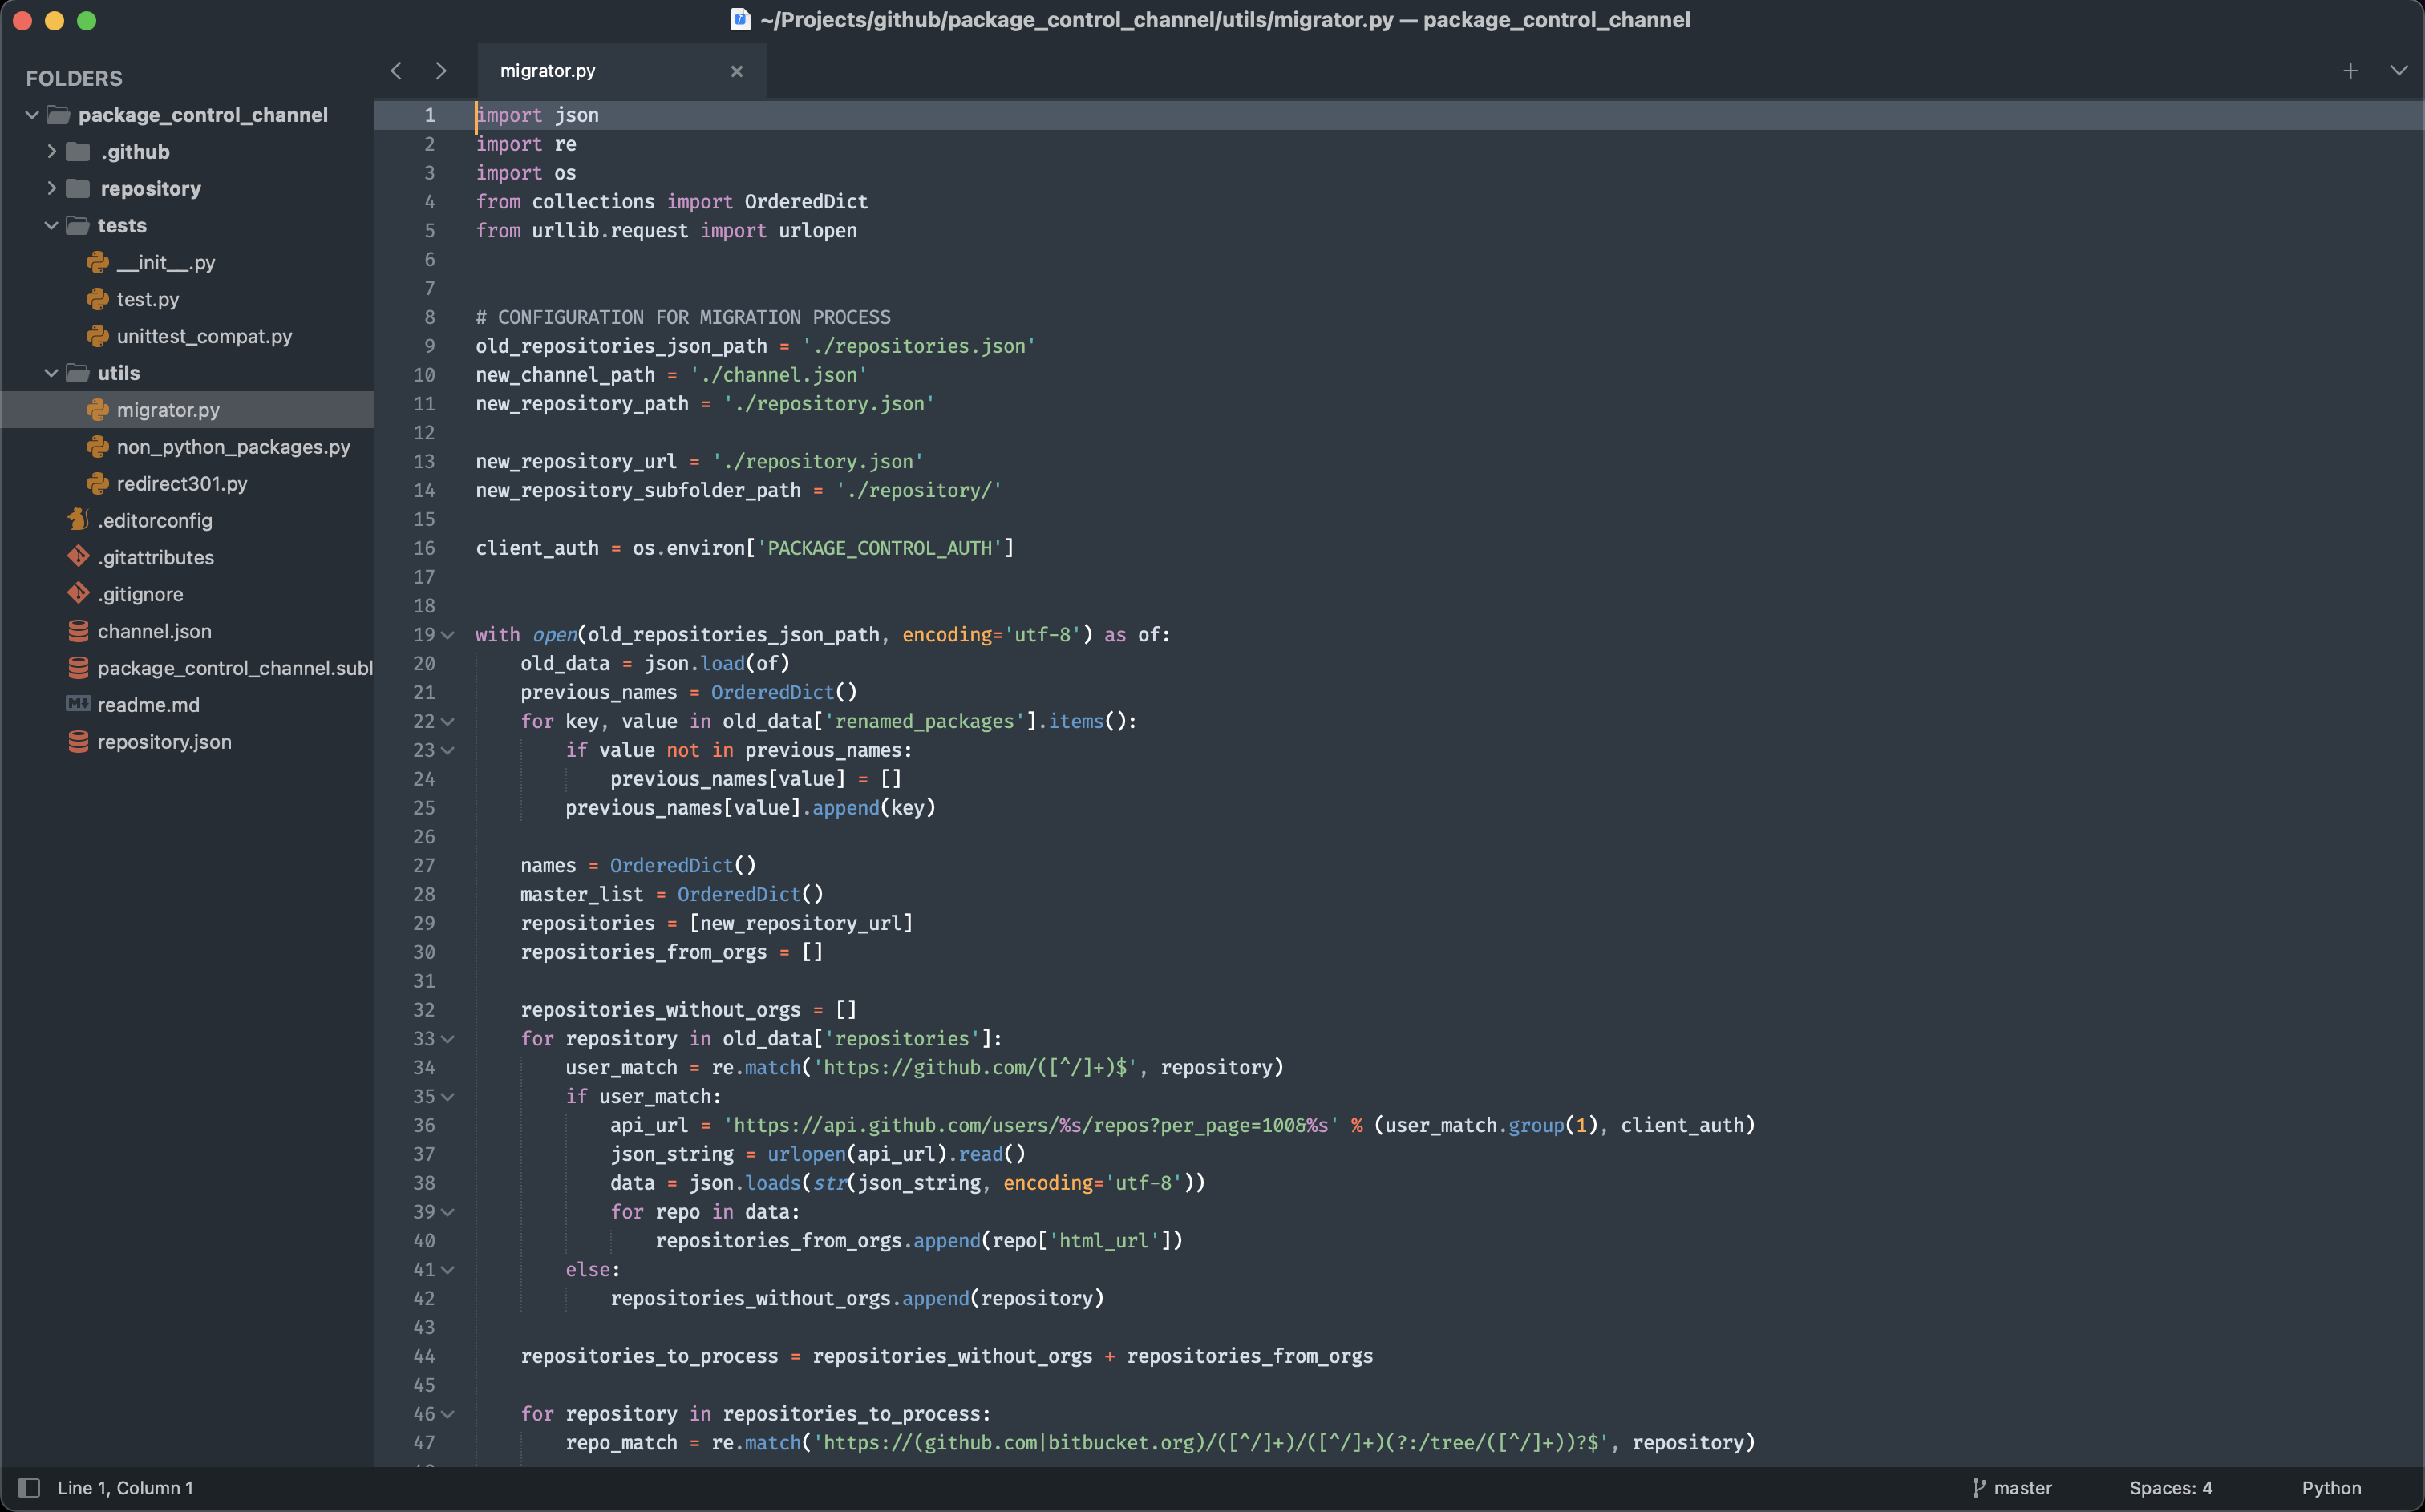 ~/Projects/github/package_control_channel/utils/migrator.py — package_control_channel
FOLDERS
package_control_channel
.github
repository
tests
__init__.py
test.py
unittest_compat.py
utils
migrator.py
non_python_packages.py
redirect301.py
.editorconfig
.gitattributes
.gitignore
channel.json
package_control_channel.subl
readme.md
repository.json
migrator.py
1 import json
2 import re
3 import os
4 from collections import OrderedDict
5 from urllib.request import urlopen
6
7
8 # CONFIGURATION FOR MIGRATION PROCESS
9 old_repositories_json_path = './repositories.json'
10 new_channel_path = './channel.json'
11 new_repository_path = './repository.json'
12
13 new_repository_url = './repository.json'
14 new_repository_subfolder_path = './repository/'
15
16 client_auth = os.environ['PACKAGE_CONTROL_AUTH']
17
18
19 with open(old_repositories_json_path, encoding='utf-8') as of:
20     old_data = json.load(of)
21     previous_names = OrderedDict()
22     for key, value in old_data['renamed_packages'].items():
23         if value not in previous_names:
24             previous_names[value] = []
25         previous_names[value].append(key)
26
27     names = OrderedDict()
28     master_list = OrderedDict()
29     repositories = [new_repository_url]
30     repositories_from_orgs = []
31
32     repositories_without_orgs = []
33     for repository in old_data['repositories']:
34         user_match = re.match('https://github.com/([^/]+)$', repository)
35         if user_match:
36             api_url = 'https://api.github.com/users/%s/repos?per_page=100&%s' % (user_match.group(1), client_auth)
37             json_string = urlopen(api_url).read()
38             data = json.loads(str(json_string, encoding='utf-8'))
39             for repo in data:
40                 repositories_from_orgs.append(repo['html_url'])
41         else:
42             repositories_without_orgs.append(repository)
43
44     repositories_to_process = repositories_without_orgs + repositories_from_orgs
45
46     for repository in repositories_to_process:
47         repo_match = re.match('https://(github.com|bitbucket.org)/([^/]+)/([^/]+)(?:/tree/([^/]+))?$', repository)
Line 1, Column 1
master
Spaces: 4
Python